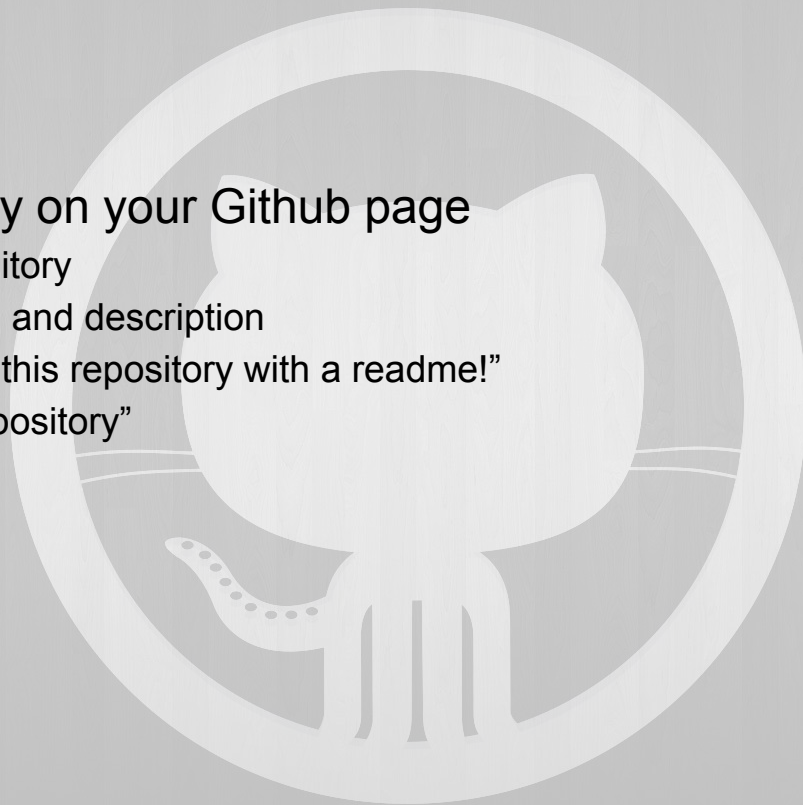 y on your Github page
itory
and description
this repository with a readme!”
pository”